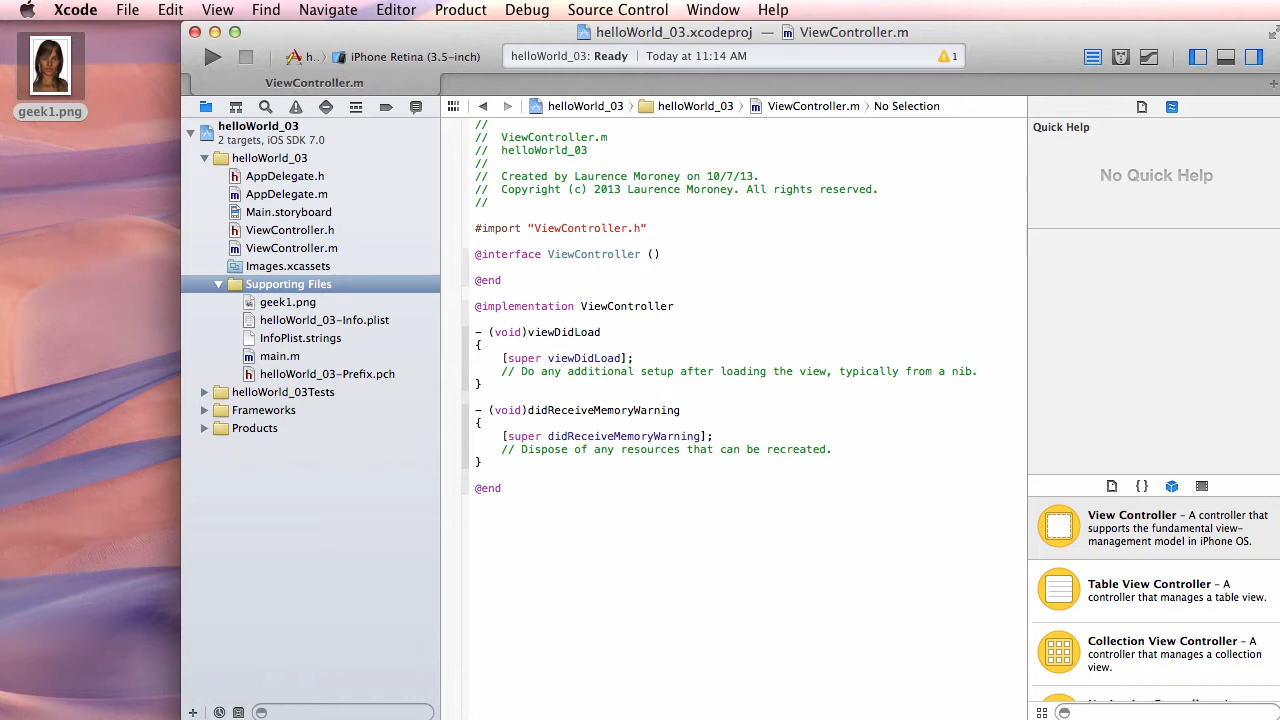 Xcode File Edit View Find Navigate Editor Product Debug Source Control Window Help
geek1.png
helloWorld_03.xcodeproj — ViewController.m
h.. iPhone Retina (3.5-inch)
helloWorld_03: Ready Today at 11:14 AM 1
ViewController.m
helloWorld_03 helloWorld_03 ViewController.m No Selection
helloWorld_03
2 targets, iOS SDK 7.0
helloWorld_03
AppDelegate.h
AppDelegate.m
Main.storyboard
ViewController.h
ViewController.m
Images.xcassets
Supporting Files
geek1.png
helloWorld_03-Info.plist
InfoPlist.strings
main.m
helloWorld_03-Prefix.pch
helloWorld_03Tests
Frameworks
Products
//
// ViewController.m
// helloWorld_03
//
// Created by Laurence Moroney on 10/7/13.
// Copyright (c) 2013 Laurence Moroney. All rights reserved.
//
#import "ViewController.h"
@interface ViewController ()
@end
@implementation ViewController
- (void)viewDidLoad
{
[super viewDidLoad];
// Do any additional setup after loading the view, typically from a nib.
}
- (void)didReceiveMemoryWarning
{
[super didReceiveMemoryWarning];
// Dispose of any resources that can be recreated.
}
@end
Quick Help
No Quick Help
{ }
View Controller - A controller that
supports the fundamental view-
management model in iPhone OS.
Table View Controller - A
controller that manages a table view.
Collection View Controller - A
controller that manages a collection
view.